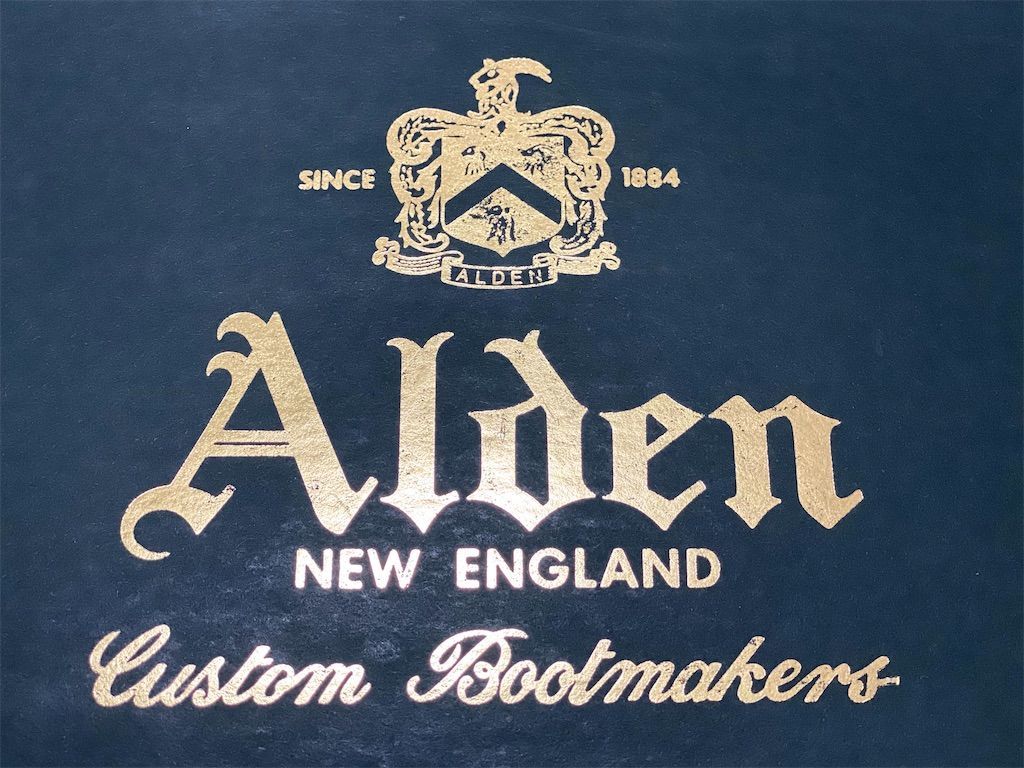 SINCE 1884
ALDEN
Alden
NEW ENGLAND
Custom Bootmakers